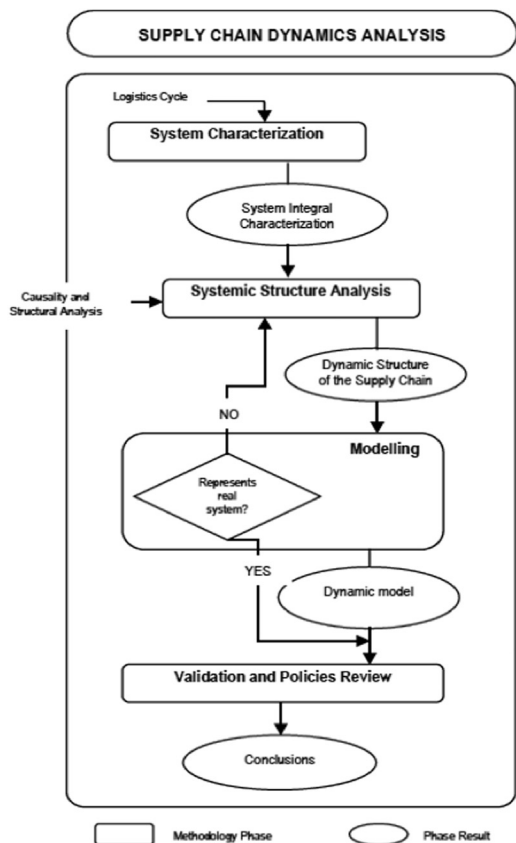 SUPPLY CHAIN DYNAMICS ANALYSIS
Logistics Cycle
System Characterization
System Integral
Characterization
Causality and
Structural Analysis
Systemic Structure Analysis
Dynamic Structure
of the Supply Chain
NO
Modelling
Represents
real
system?
YES
Dynamic model
Validation and Policies Review
Conclusions
Methodology Phase
Phase Result